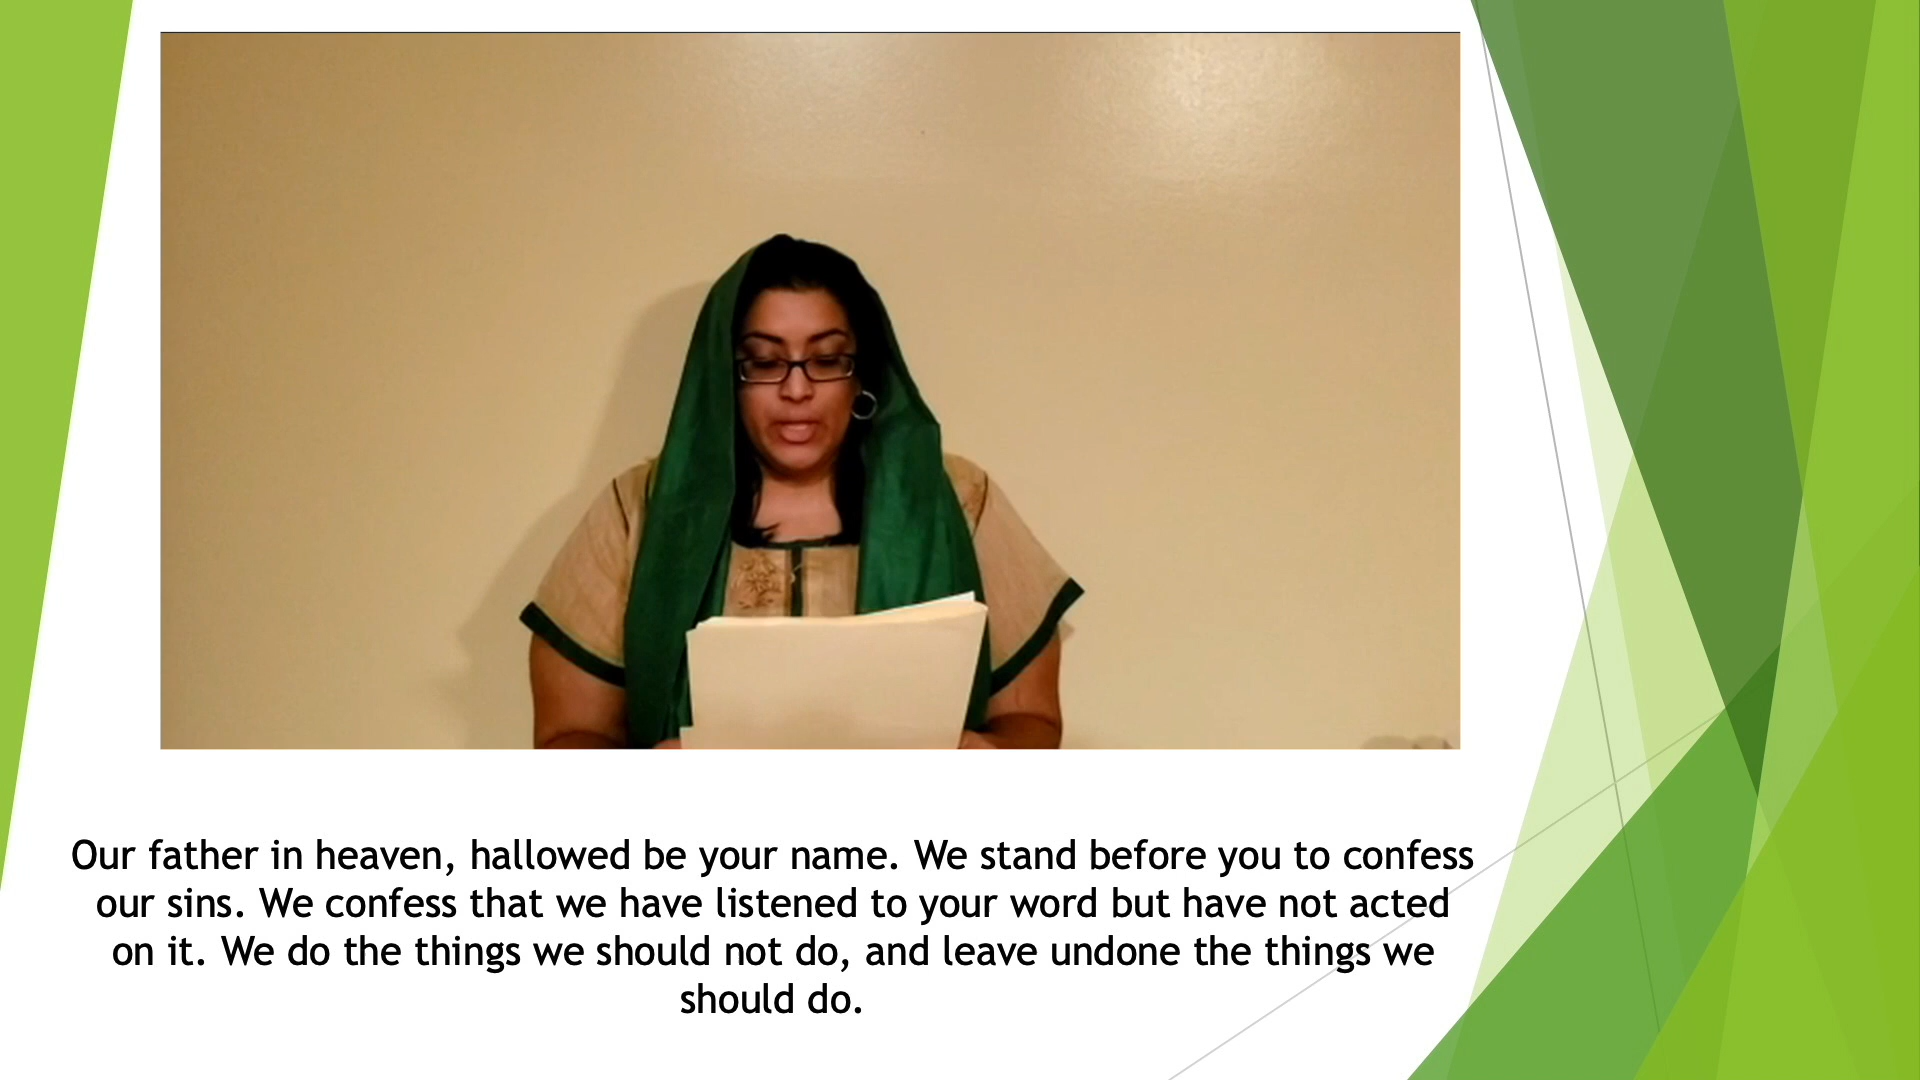 Our father in heaven, hallowed be your name. We stand before you to confess
our sins. We confess that we have listened to your word but have not acted
on it. We do the things we should not do, and leave undone the things we
should do.